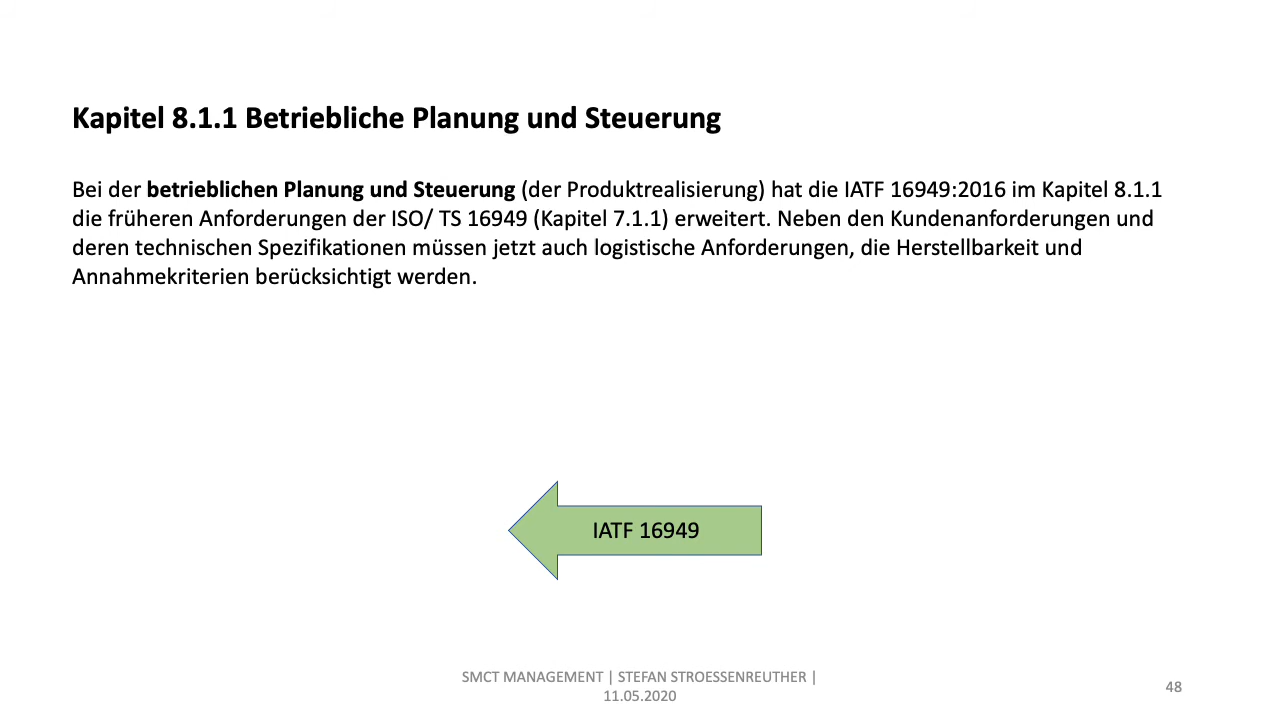 Kapitel 8.1.1 Betriebliche Planung und Steuerung
Bei der betrieblichen Planung und Steuerung (der Produktrealisierung) hat die IATF 16949:2016 im Kapitel 8.1.1
die früheren Anforderungen der ISO/ TS 16949 (Kapitel 7.1.1) erweitert. Neben den Kundenanforderungen und
deren technischen Spezifikationen müssen jetzt auch logistische Anforderungen, die Herstellbarkeit und
Annahmekriterien berücksichtigt werden.
IATF 16949
SMCT MANAGEMENT | STEFAN STROESSENREUTHER |
11.05.2020
48